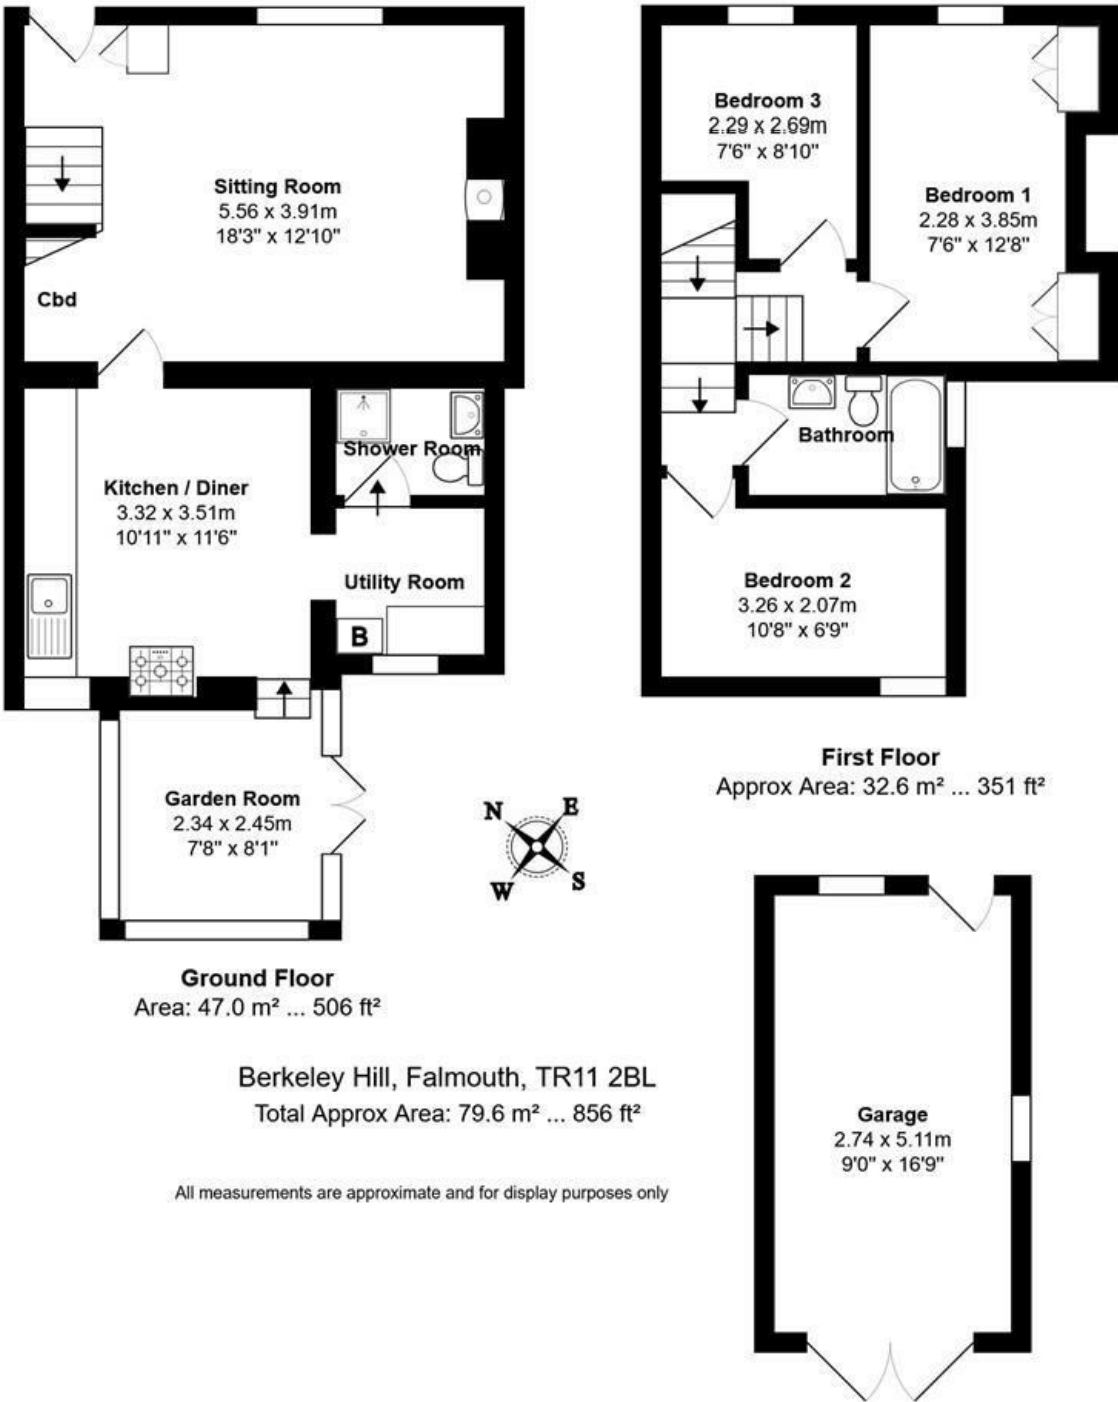 Sitting Room
5.56 x 3.91m
18'3" x 12'10"
Cbd
Kitchen / Diner
3.32 x 3.51m
10'11" x 11'6"
Shower Room
Utility Room
B
Garden Room
2.34 x 2.45m
7'8" x 8'1"
Ground Floor
Area: 47.0 m² ... 506 ft²
Bedroom 3
2.29 x 2.69m
7'6" x 8'10"
Bedroom 1
2.28 x 3.85m
7'6" x 12'8"
Bathroom
Bedroom 2
3.26 x 2.07m
10'8" x 6'9"
First Floor
Approx Area: 32.6 m² ... 351 ft²
N
E
W
S
Garage
2.74 x 5.11m
9'0" x 16'9"
Berkeley Hill, Falmouth, TR11 2BL
Total Approx Area: 79.6 m² ... 856 ft²
All measurements are approximate and for display purposes only